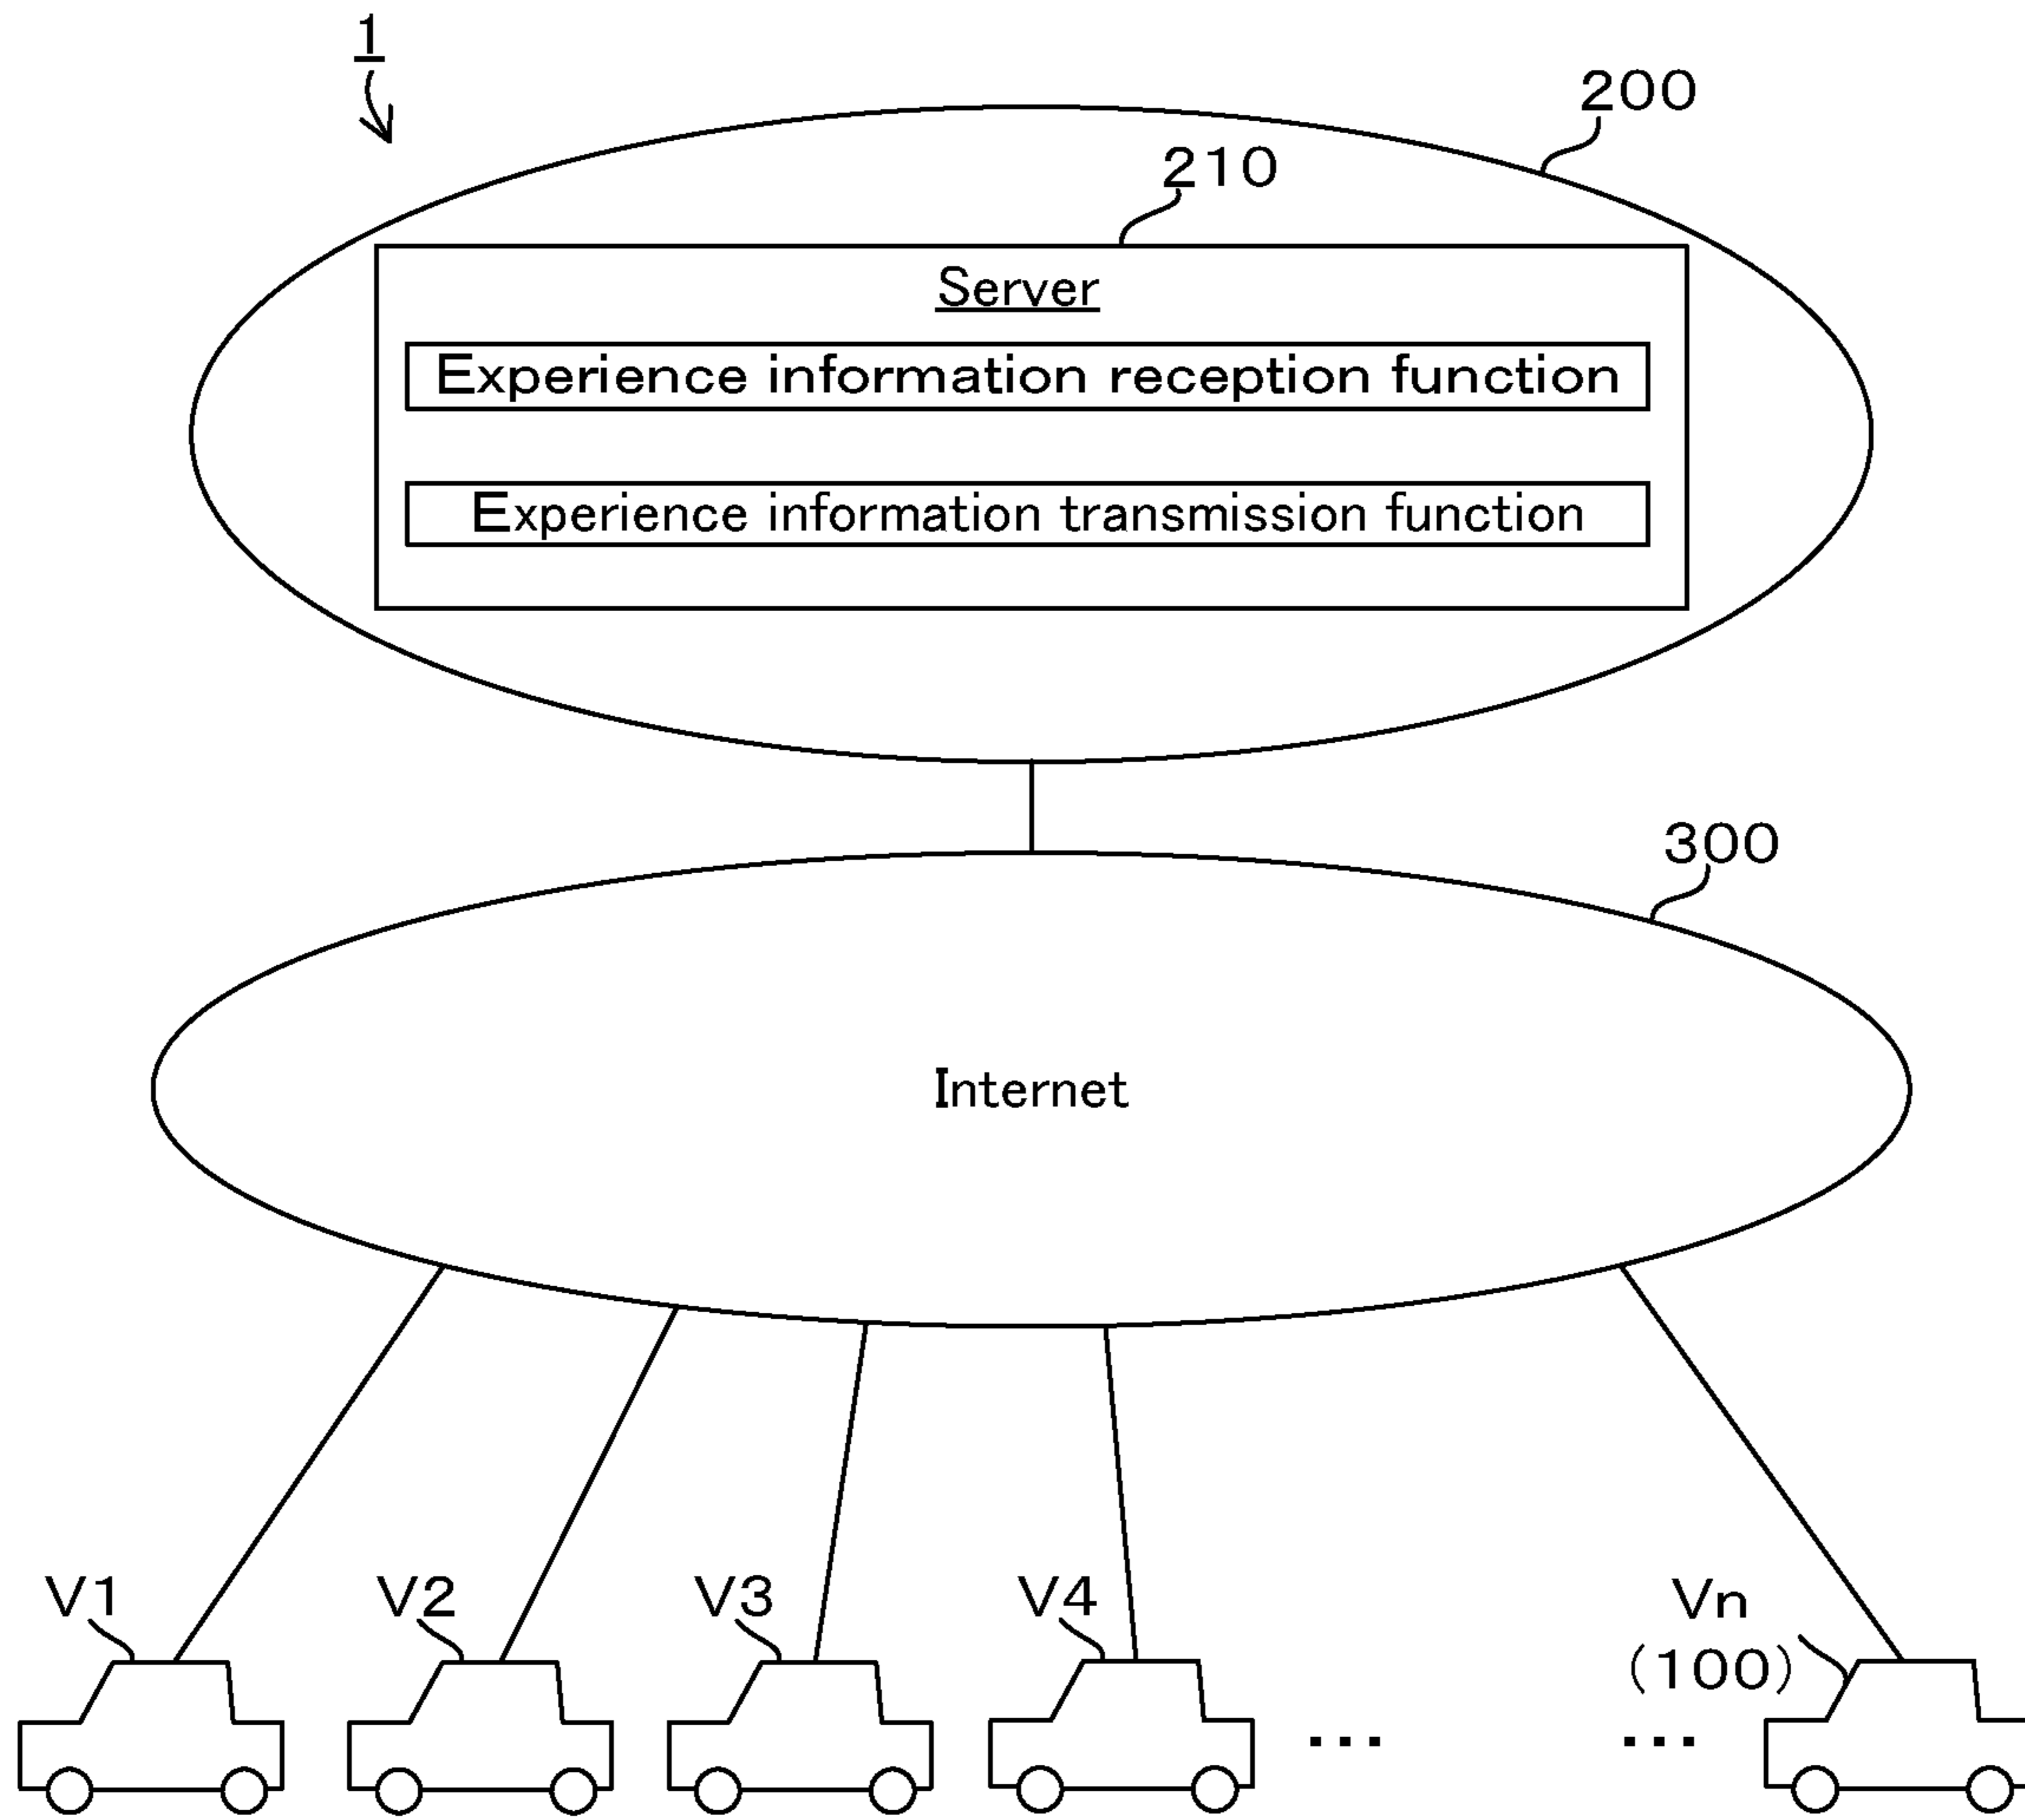 1
200
210
Server
Experience information reception function
Experience information transmission function
300
Internet
V1
V2
V3
V4
Vn
(100)
...
...